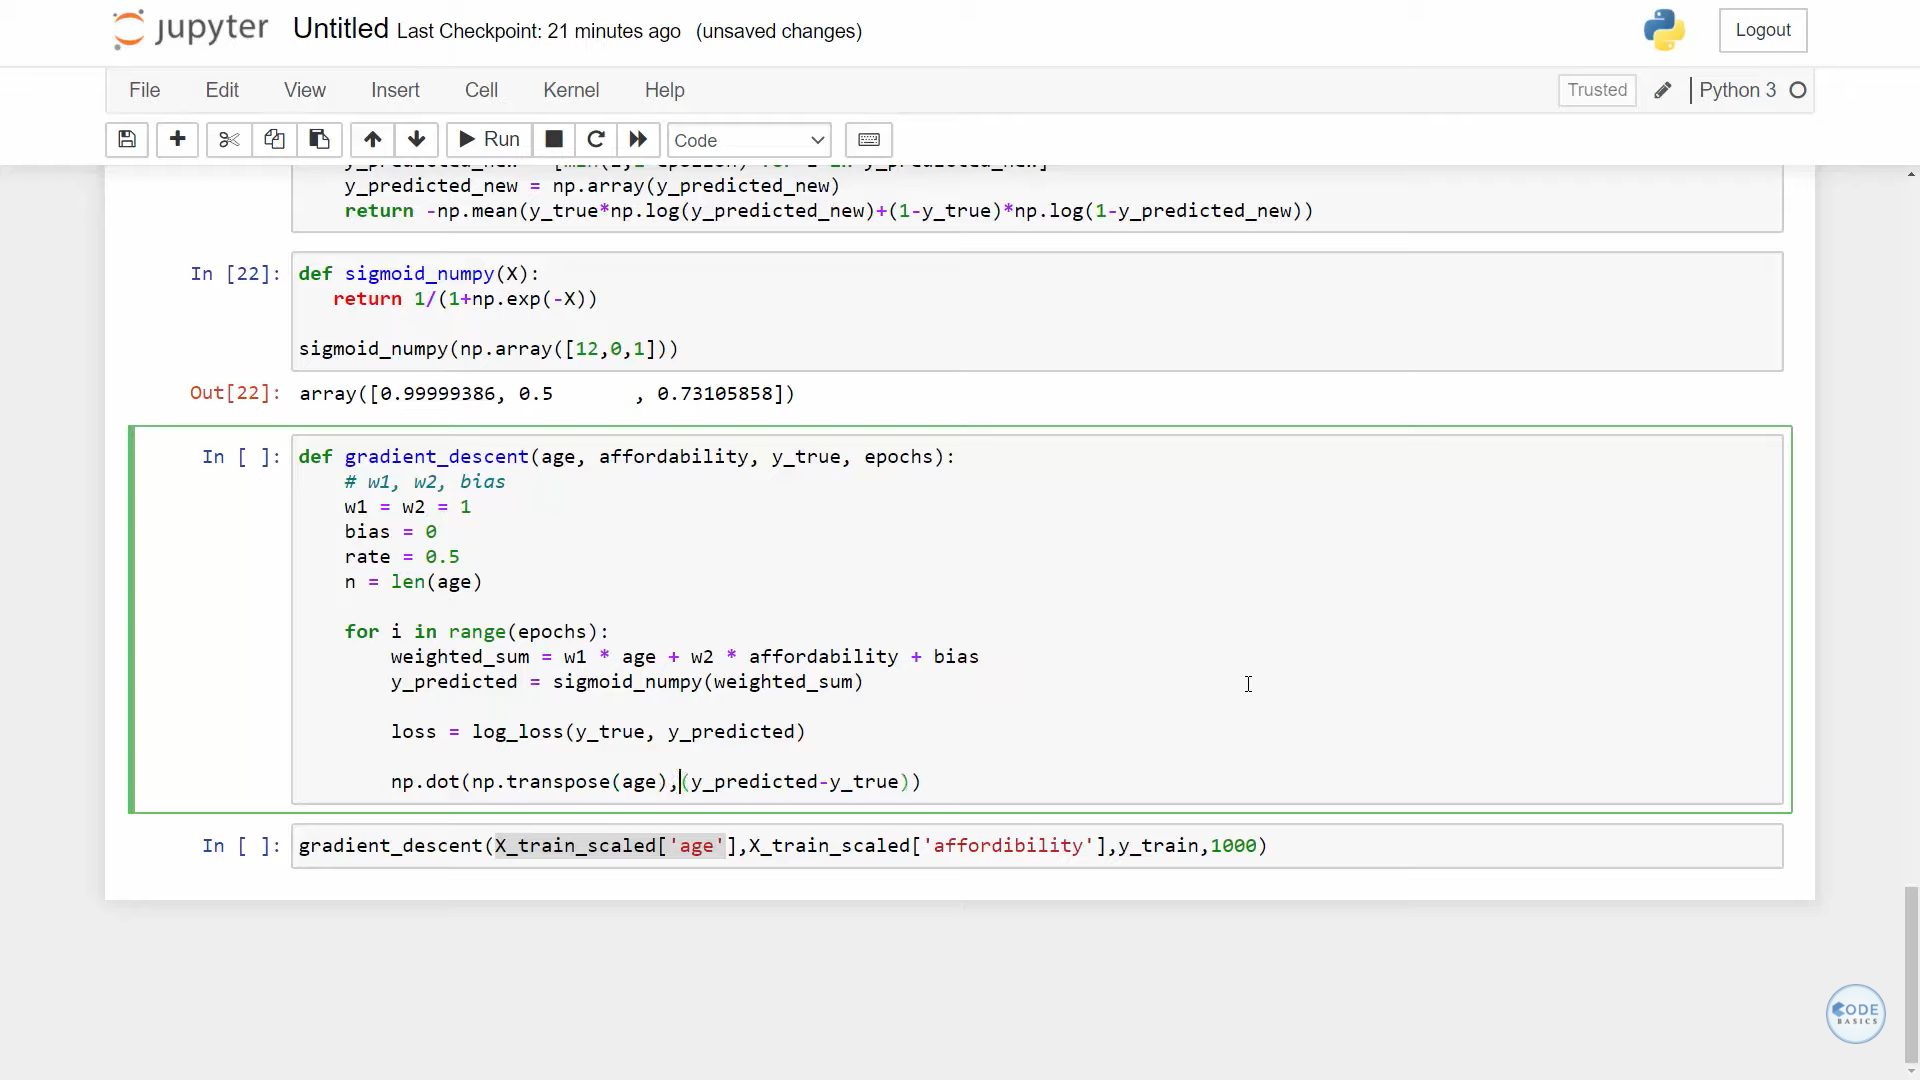 jupyter Untitled Last Checkpoint: 21 minutes ago (unsaved changes) Logout
File Edit View Insert Cell Kernel Help Trusted Python 3
Run Code
y_predicted_new = np.array(y_predicted_new)
return -np.mean(y_true*np.log(y_predicted_new)+(1-y_true)*np.log(1-y_predicted_new))
In [22]: def sigmoid_numpy(X):
return 1/(1+np.exp(-X))
sigmoid_numpy(np.array([12,0,1]))
Out[22]: array([0.99999386, 0.5 , 0.73105858])
In [ ]: def gradient_descent(age, affordability, y_true, epochs):
# w1, w2, bias
w1 = w2 = 1
bias = 0
rate = 0.5
n = len(age)
for i in range(epochs):
weighted_sum = w1 * age + w2 * affordability + bias
y_predicted = sigmoid_numpy(weighted_sum)
loss = log_loss(y_true, y_predicted)
np.dot(np.transpose(age),(y_predicted-y_true))
In [ ]: gradient_descent(X_train_scaled['age'],X_train_scaled['affordibility'],y_train,1000)
CODE
BASICS